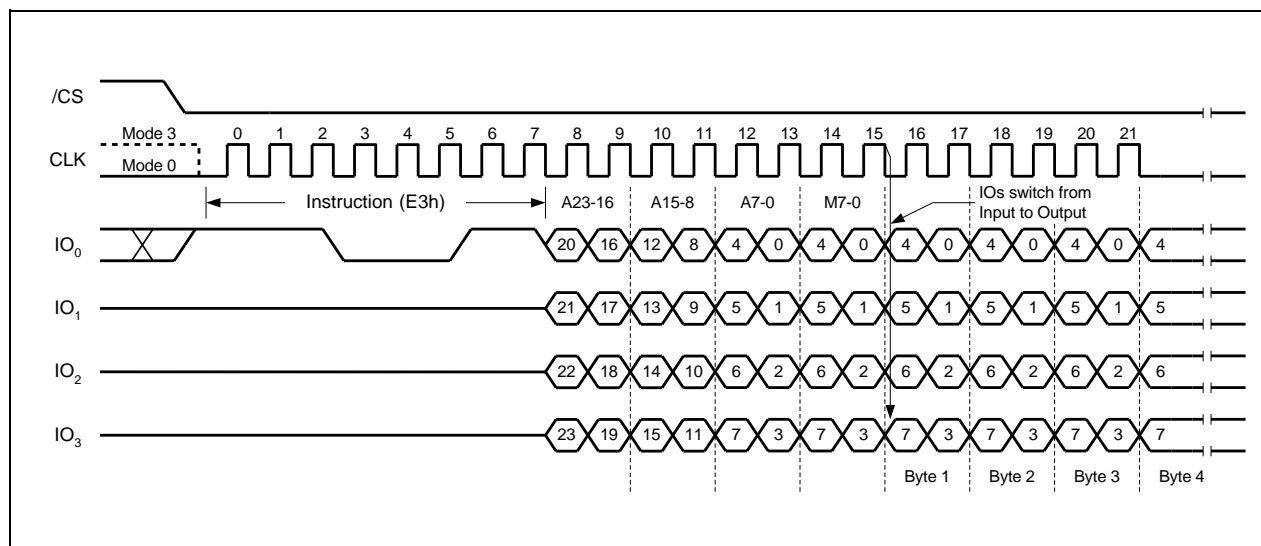 /CS
Mode 3 0 1 2 3 4 5 6 7 8 9 10 11 12 13 14 15 16 17 18 19 20 21
CLK
Mode 0
Instruction (E3h) A23-16 A15-8 A7-0 M7-0 IOs switch from
Input to Output
IO0 20 16 12 8 4 0 4 0 4 0 4 0 4 0 4
IO1 21 17 13 9 5 1 5 1 5 1 5 1 5 1 5
IO2 22 18 14 10 6 2 6 2 6 2 6 2 6 2 6
IO3 23 19 15 11 7 3 7 3 7 3 7 3 7 3 7
Byte 1 Byte 2 Byte 3 Byte 4